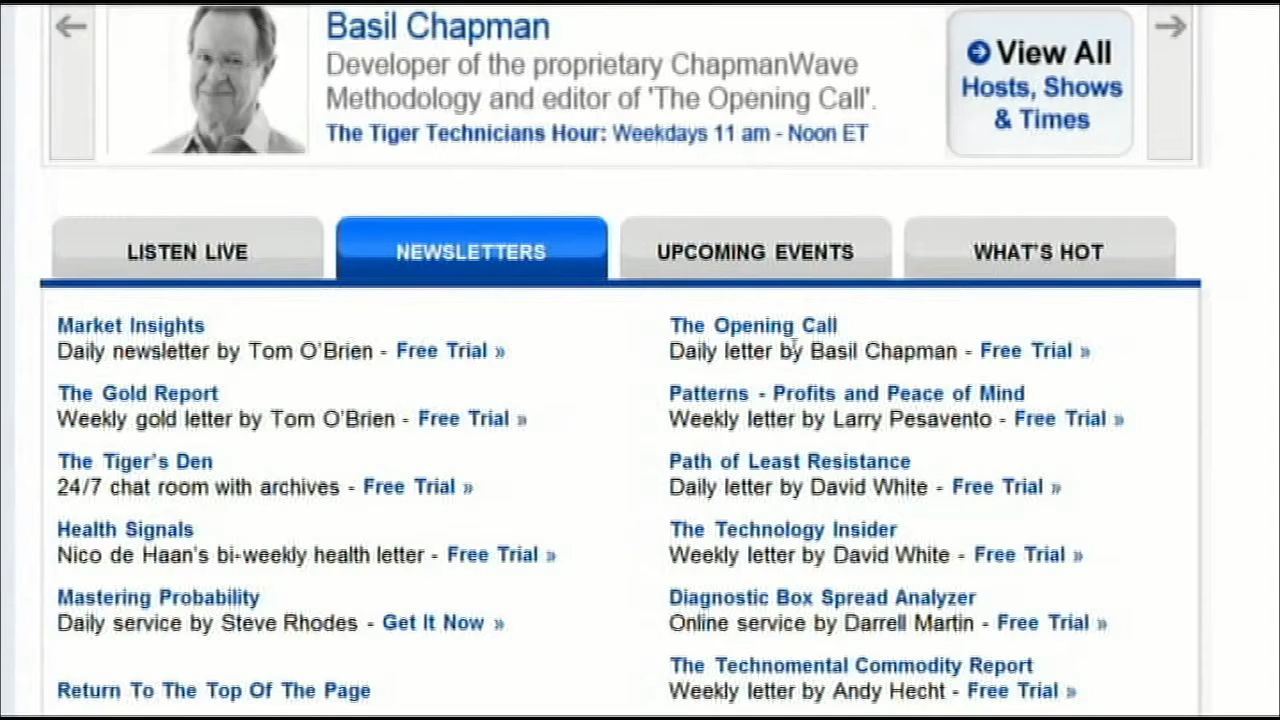 Basil Chapman
Developer of the proprietary ChapmanWave
Methodology and editor of 'The Opening Call'.
The Tiger Technicians Hour: Weekdays 11 am - Noon ET
View All
Hosts, Shows
& Times
LISTEN LIVE
NEWSLETTERS
UPCOMING EVENTS
WHAT'S HOT
Market Insights
Daily newsletter by Tom O'Brien - Free Trial »
The Gold Report
Weekly gold letter by Tom O'Brien - Free Trial »
The Tiger's Den
24/7 chat room with archives - Free Trial »
Health Signals
Nico de Haan's bi-weekly health letter - Free Trial »
Mastering Probability
Daily service by Steve Rhodes - Get It Now »
Return To The Top Of The Page
The Opening Call
Daily letter by Basil Chapman - Free Trial »
Patterns - Profits and Peace of Mind
Weekly letter by Larry Pesavento - Free Trial »
Path of Least Resistance
Daily letter by David White - Free Trial »
The Technology Insider
Weekly letter by David White - Free Trial »
Diagnostic Box Spread Analyzer
Online service by Darrell Martin - Free Trial »
The Technomental Commodity Report
Weekly letter by Andy Hecht - Free Trial »